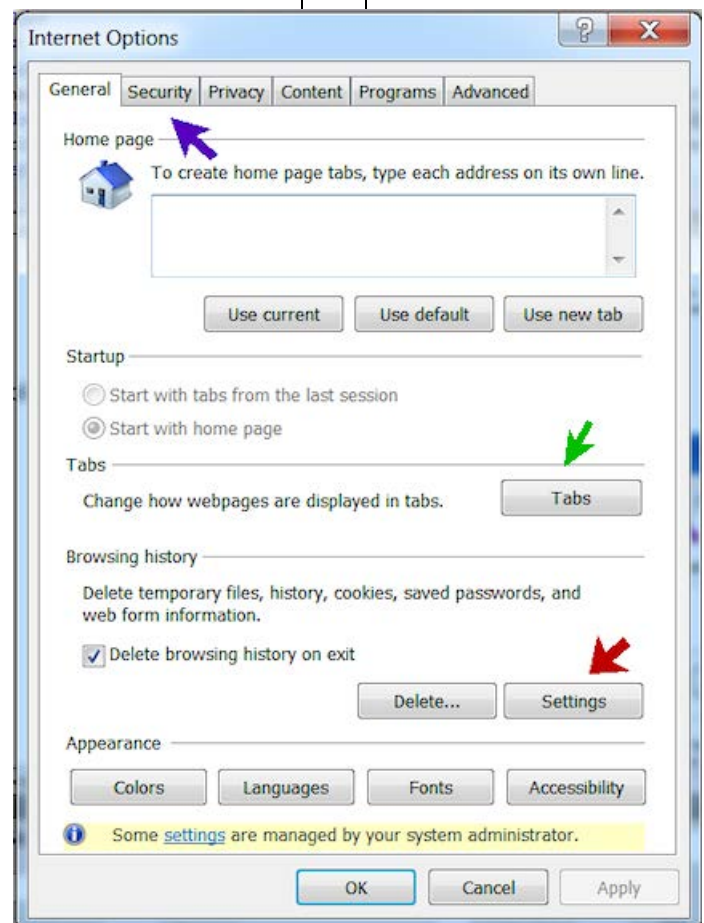 Internet Options
General Security Privacy Content Programs Advanced
Home page
To create home page tabs, type each address on its own line.
Use current Use default Use new tab
Startup
Start with tabs from the last session
Start with home page
Tabs
Change how webpages are displayed in tabs. Tabs
Browsing history
Delete temporary files, history, cookies, saved passwords, and
web form information.
Delete browsing history on exit
Delete... Settings
Appearance
Colors Languages Fonts Accessibility
Some settings are managed by your system administrator.
OK Cancel Apply